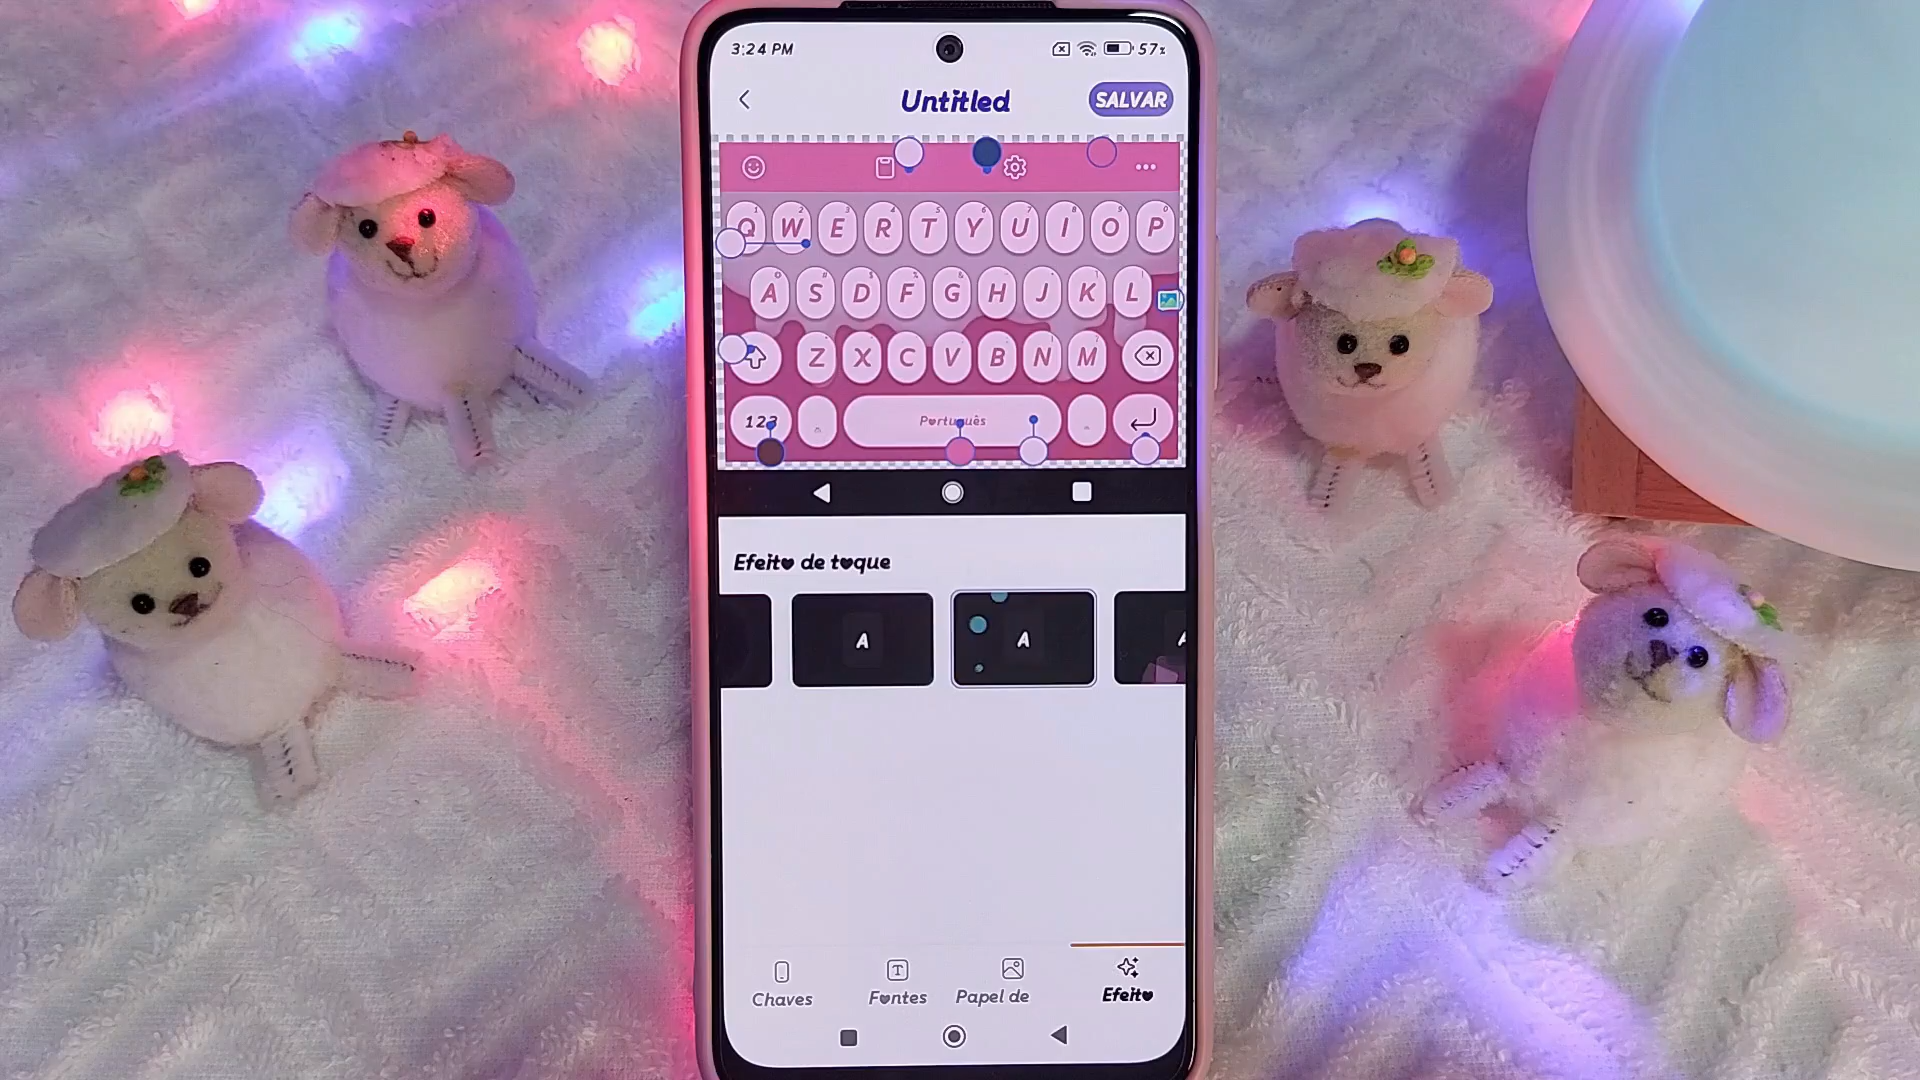 3:24 PM 57%
Untitled
SALVAR
Q W E R T Y U I O P
A S D F G H J K L
Z X C V B N M
123 Português
Efeito de toque
A A A
Chaves Fontes Papel de Efeito